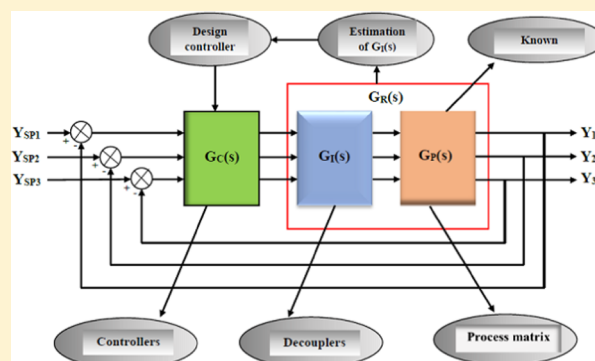 Design
controller
Estimation
of GI(s)
Known
GR(s)
YSP1
YSP2
YSP3
+
-
+
-
+
-
GC(s)
GI(s)
GP(s)
Y1
Y2
Y3
Controllers
Decouplers
Process matrix